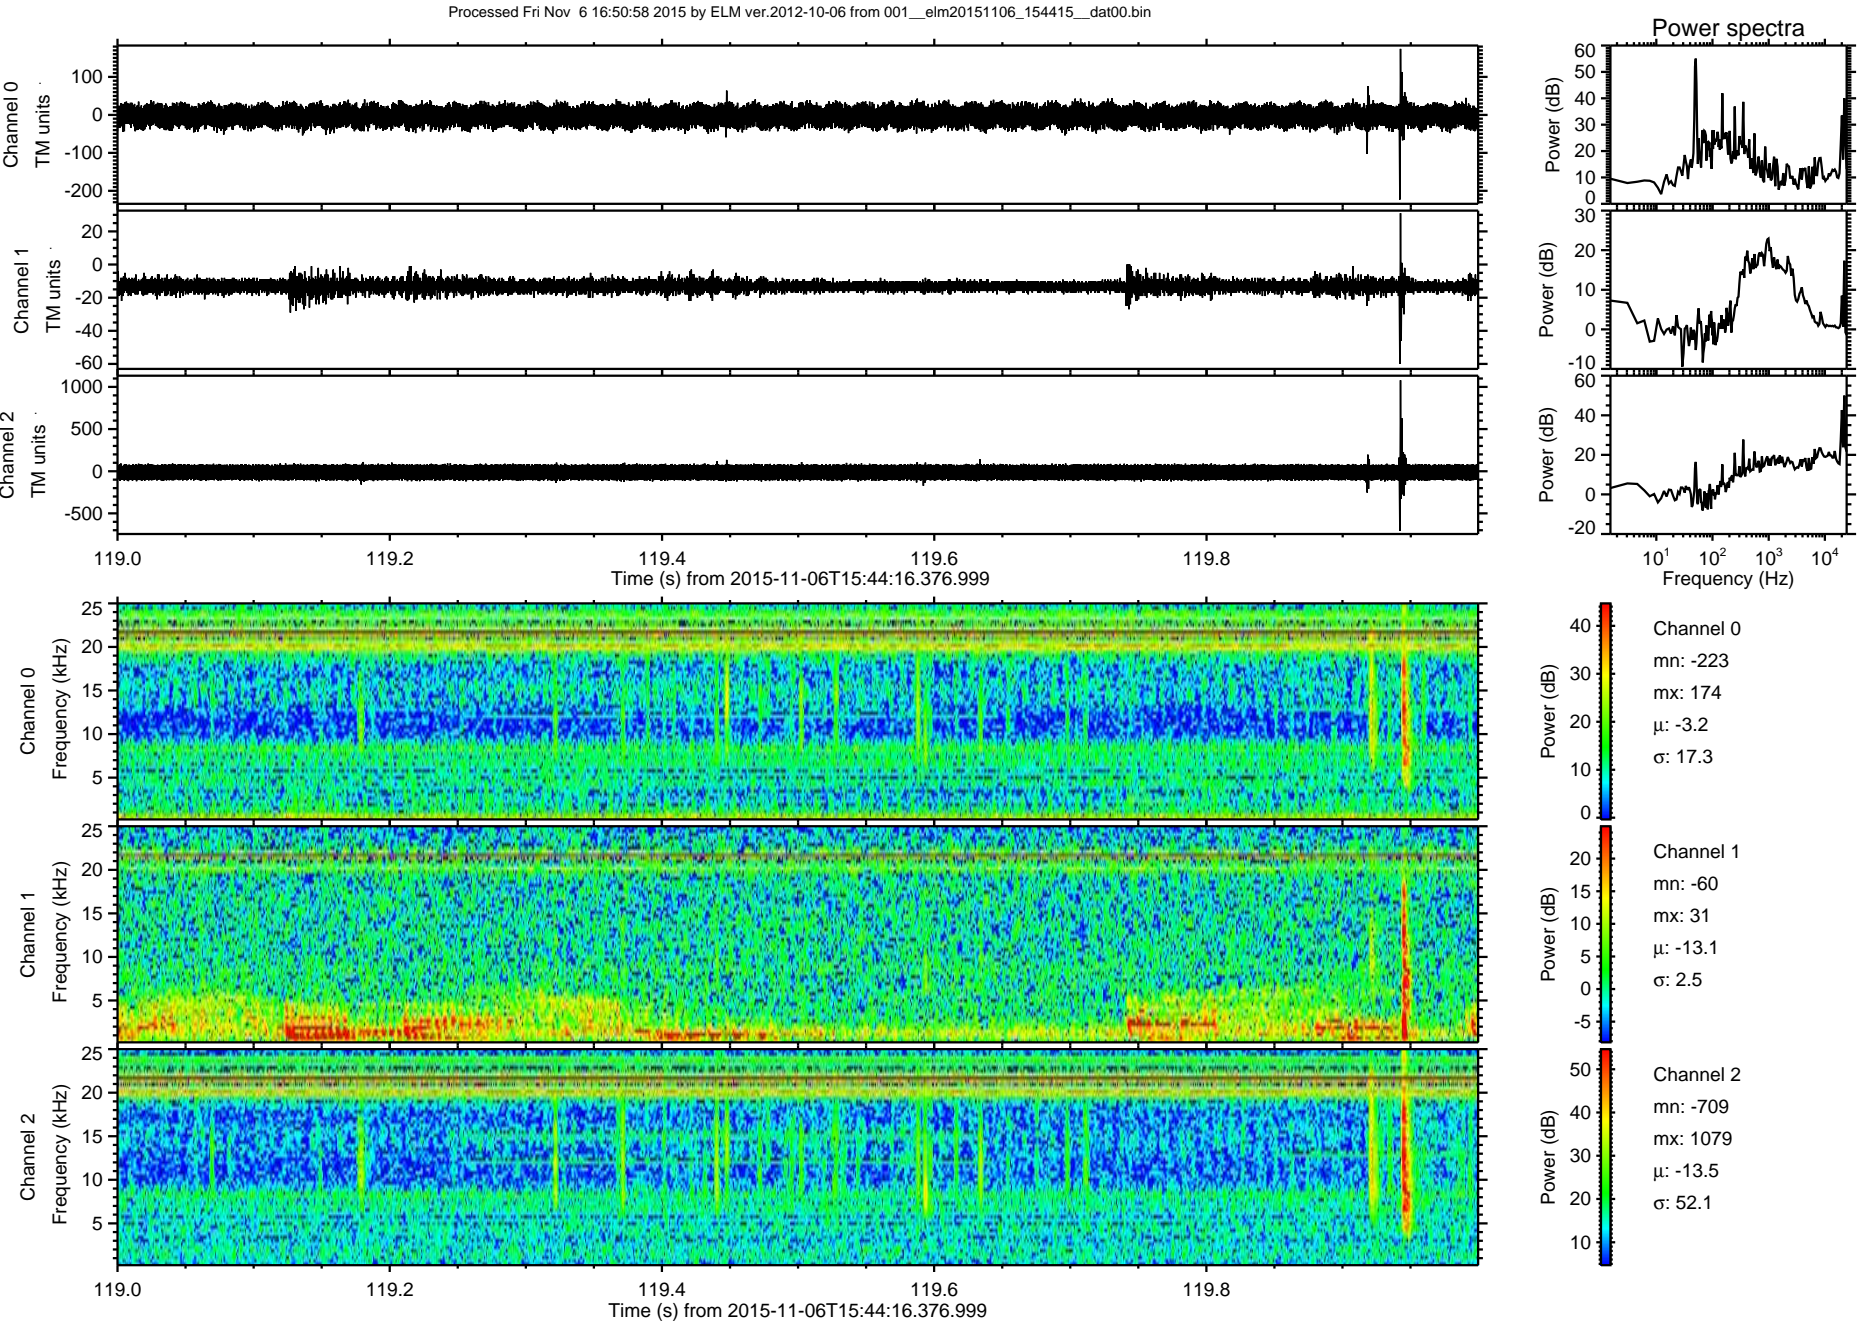 Processed Fri Nov  6 16:50:58 2015 by ELM ver.2012-10-06 from 001__elm20151106_154415__dat00.bin
Power spectra
Channel 0
TM units
100
0
-100
-200
Power (dB)
60
50
40
30
20
10
0
Channel 1
TM units
20
0
-20
-40
-60
Power (dB)
30
20
10
0
-10
Channel 2
TM units
1000
500
0
-500
Power (dB)
60
40
20
0
-20
119.0
119.2
119.4
119.6
119.8
Time (s) from 2015-11-06T15:44:16.376.999
10^1
10^2
10^3
10^4
Frequency (Hz)
Channel 0
Frequency (kHz)
25
20
15
10
5
Power (dB)
40
30
20
10
0
Channel 0
mn: -223
mx: 174
μ: -3.2
σ: 17.3
Channel 1
Frequency (kHz)
25
20
15
10
5
Power (dB)
20
15
10
5
0
-5
Channel 1
mn: -60
mx: 31
μ: -13.1
σ: 2.5
Channel 2
Frequency (kHz)
25
20
15
10
5
Power (dB)
50
40
30
20
10
Channel 2
mn: -709
mx: 1079
μ: -13.5
σ: 52.1
119.0
119.2
119.4
119.6
119.8
Time (s) from 2015-11-06T15:44:16.376.999